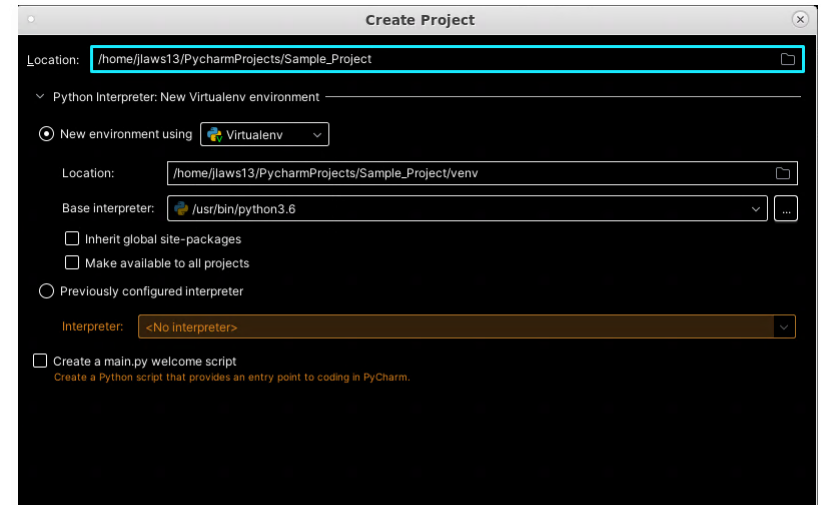 Create Project
Location: /home/jlaws13/PycharmProjects/Sample_Project
Python Interpreter: New Virtualenv environment
New environment using Virtualenv
Location: /home/jlaws13/PycharmProjects/Sample_Project/venv
Base interpreter: /usr/bin/python3.6 ...
Inherit global site-packages
Make available to all projects
Previously configured interpreter
Interpreter: <No interpreter>
Create a main.py welcome script
Create a Python script that provides an entry point to coding in PyCharm.